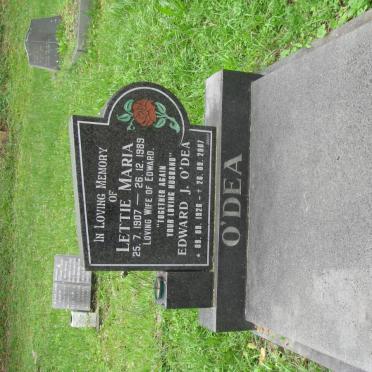 IN LOVING MEMORY
OF
LETTIE MARIA
25. 7. 1907 — 26. 12. 1989
LOVING WIFE OF EDWARD.
"TOGETHER AGAIN
YOUR LOVING HUSBAND"
EDWARD J. O'DEA
O'DEA